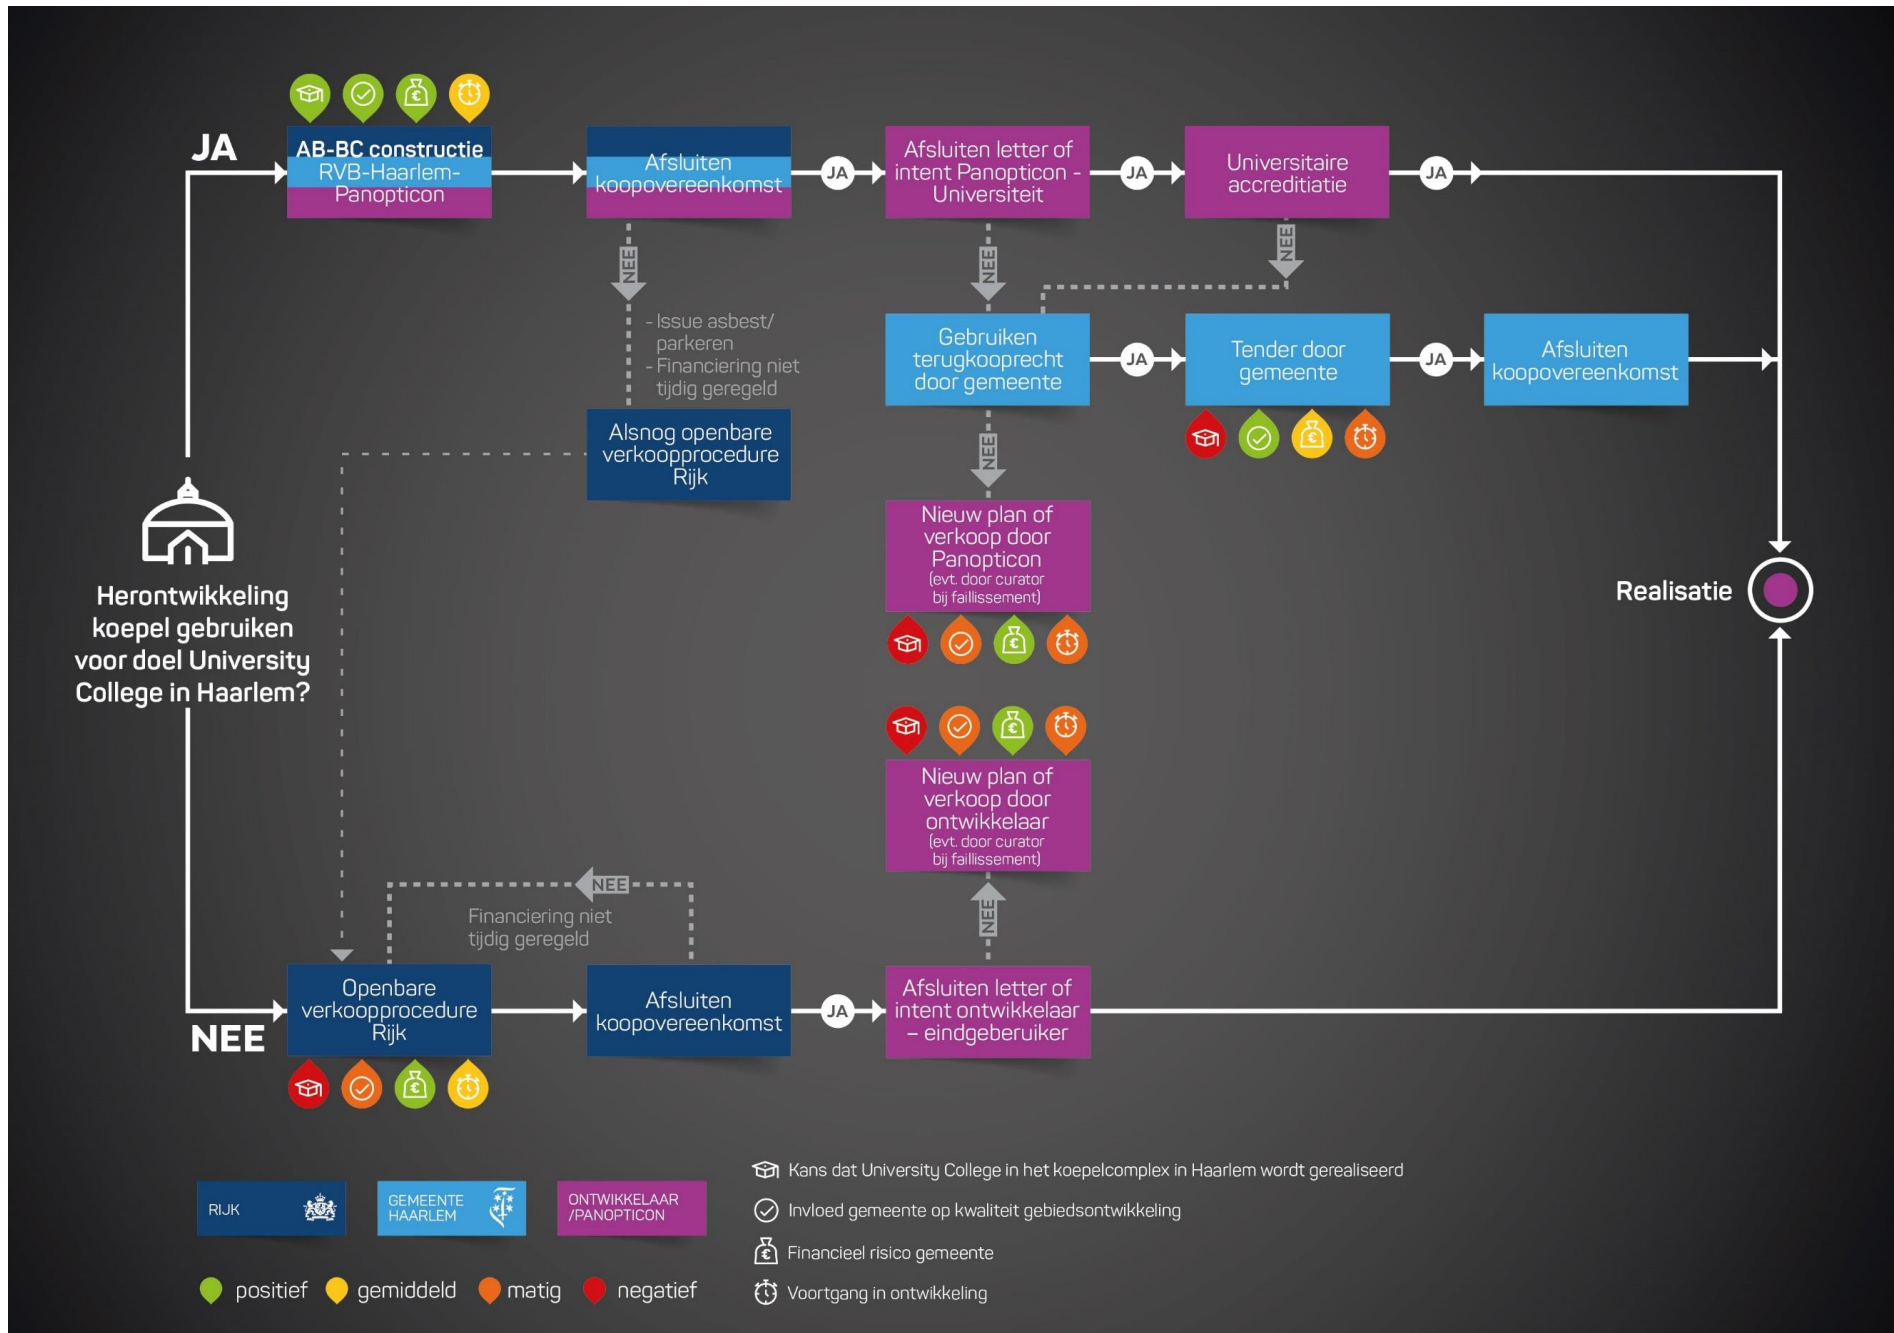 JA
AB-BC constructie
RVB-Haarlem-
Panopticon
Afsluiten
koopovereenkomst
JA
Afsluiten letter of
intent Panopticon -
Universiteit
JA
Universitaire
accreditiatie
JA
NEE
NEE
NEE
- Issue asbest/
parkeren
- Financiering niet
tijdig geregeld
Gebruiken
terugkooprecht
door gemeente
JA
Tender door
gemeente
JA
Afsluiten
koopovereenkomst
Alsnog openbare
verkoopprocedure
Rijk
NEE
Nieuw plan of
verkoop door
Panopticon
(evt. door curator
bij faillissement)
Herontwikkeling
koepel gebruiken
voor doel University
College in Haarlem?
Realisatie
Nieuw plan of
verkoop door
ontwikkelaar
(evt. door curator
bij faillissement)
NEE
Financiering niet
tijdig geregeld
NEE
NEE
Openbare
verkoopprocedure
Rijk
Afsluiten
koopovereenkomst
JA
Afsluiten letter of
intent ontwikkelaar
– eindgeberuiker
RIJK
GEMEENTE
HAARLEM
ONTWIKKELAAR
/PANOPTICON
positief
gemiddeld
matig
negatief
Kans dat University College in het koepelcomplex in Haarlem wordt gerealiseerd
Invloed gemeente op kwaliteit gebiedsontwikkeling
Financieel risico gemeente
Voortgang in ontwikkeling